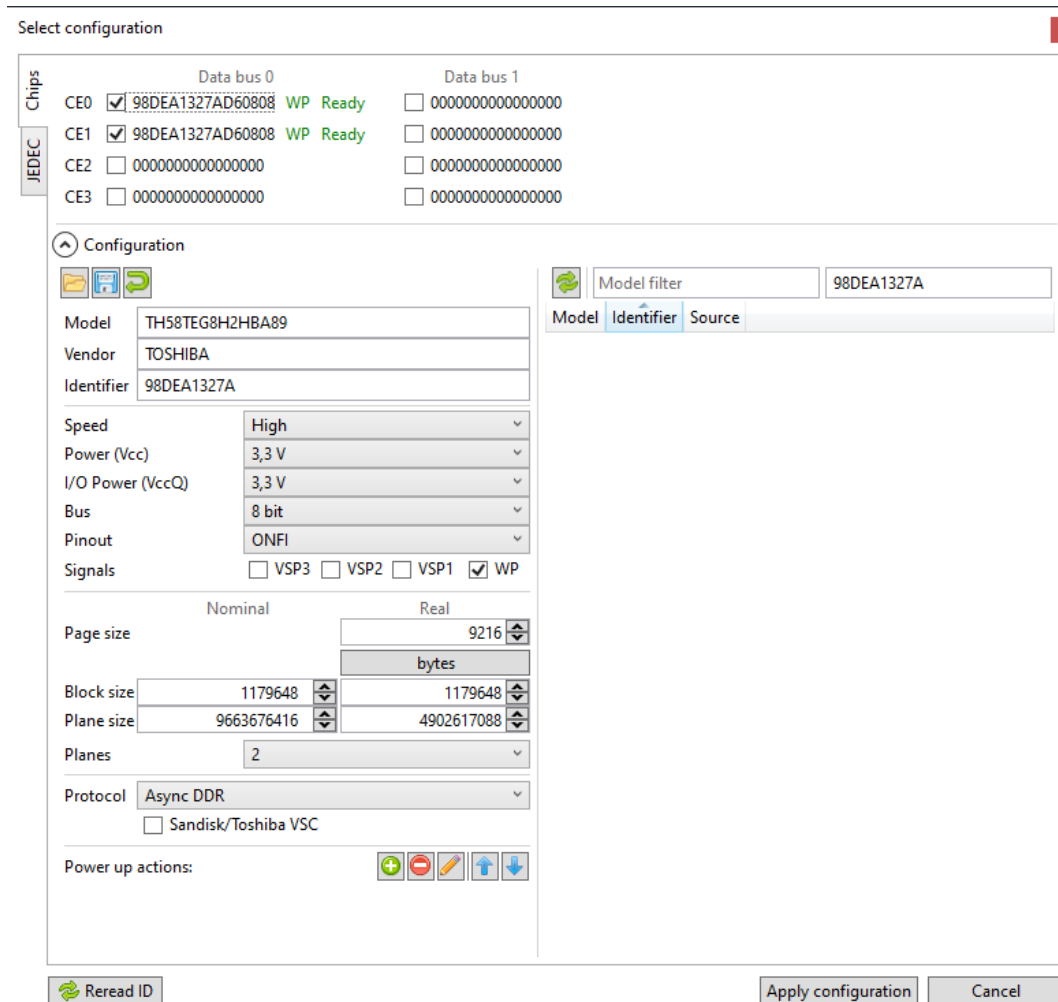 Select configuration
Chips
JEDEC
Data bus 0 Data bus 1
CE0 98DEA1327AD60808 WP Ready 0000000000000000
CE1 98DEA1327AD60808 WP Ready 0000000000000000
CE2 0000000000000000 0000000000000000
CE3 0000000000000000 0000000000000000
Configuration
Model filter 98DEA1327A
Model Identifier Source
Model TH58TEG8H2HBA89
Vendor TOSHIBA
Identifier 98DEA1327A
Speed High
Power (Vcc) 3,3 V
I/O Power (VccQ) 3,3 V
Bus 8 bit
Pinout ONFI
Signals VSP3 VSP2 VSP1 WP
Nominal Real
Page size 9216
bytes
Block size 1179648 1179648
Plane size 9663676416 4902617088
Planes 2
Protocol Async DDR
Sandisk/Toshiba VSC
Power up actions:
Reread ID Apply configuration Cancel